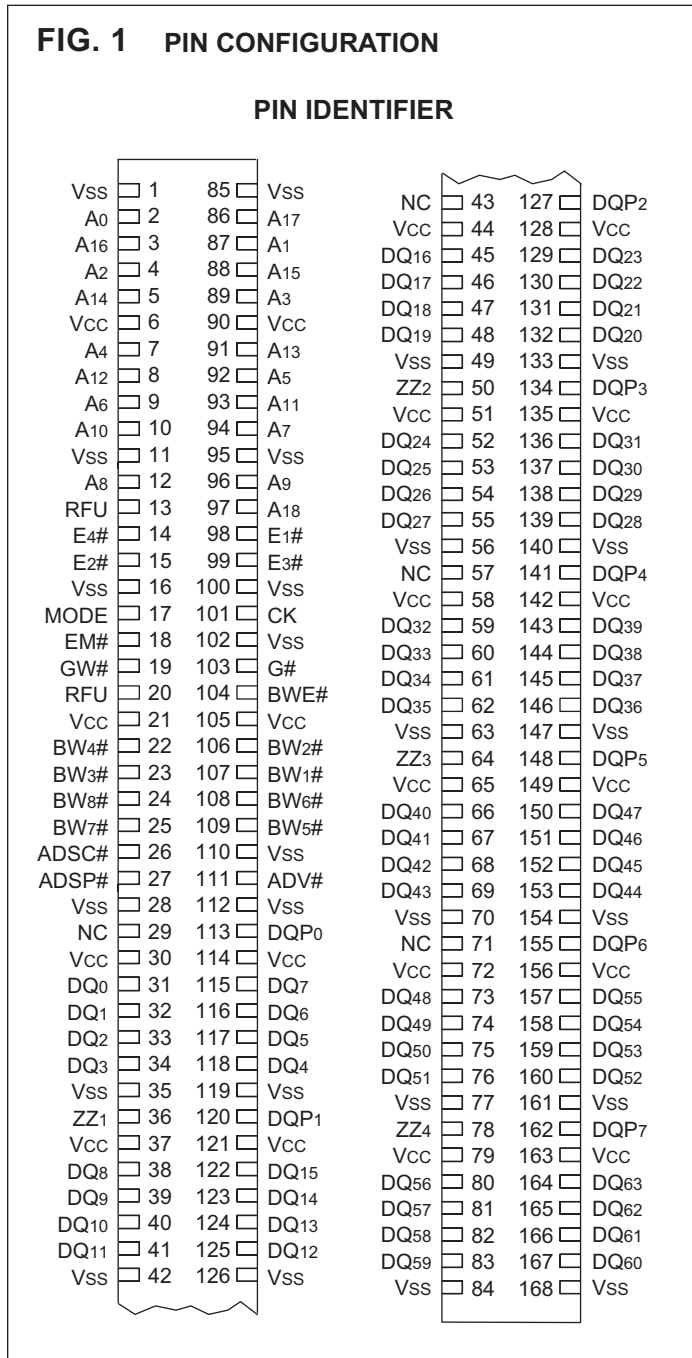 FIG. 1 PIN CONFIGURATION
PIN IDENTIFIER
VSS 1 85 VSS
A0 2 86 A17
A16 3 87 A1
A2 4 88 A15
A14 5 89 A3
VCC 6 90 VCC
A4 7 91 A13
A12 8 92 A5
A6 9 93 A11
A10 10 94 A7
VSS 11 95 VSS
A8 12 96 A9
RFU 13 97 A18
E4# 14 98 E1#
E2# 15 99 E3#
VSS 16 100 VSS
MODE 17 101 CK
EM# 18 102 VSS
GW# 19 103 G#
RFU 20 104 BWE#
VCC 21 105 VCC
BW4# 22 106 BW2#
BW3# 23 107 BW1#
BW8# 24 108 BW6#
BW7# 25 109 BW5#
ADSC# 26 110 VSS
ADSP# 27 111 ADV#
VSS 28 112 VSS
NC 29 113 DQP0
VCC 30 114 VCC
DQ0 31 115 DQ7
DQ1 32 116 DQ6
DQ2 33 117 DQ5
DQ3 34 118 DQ4
VSS 35 119 VSS
ZZ1 36 120 DQP1
VCC 37 121 VCC
DQ8 38 122 DQ15
DQ9 39 123 DQ14
DQ10 40 124 DQ13
DQ11 41 125 DQ12
VSS 42 126 VSS
NC 43 127 DQP2
VCC 44 128 VCC
DQ16 45 129 DQ23
DQ17 46 130 DQ22
DQ18 47 131 DQ21
DQ19 48 132 DQ20
VSS 49 133 VSS
ZZ2 50 134 DQP3
VCC 51 135 VCC
DQ24 52 136 DQ31
DQ25 53 137 DQ30
DQ26 54 138 DQ29
DQ27 55 139 DQ28
VSS 56 140 VSS
NC 57 141 DQP4
VCC 58 142 VCC
DQ32 59 143 DQ39
DQ33 60 144 DQ38
DQ34 61 145 DQ37
DQ35 62 146 DQ36
VSS 63 147 VSS
ZZ3 64 148 DQP5
VCC 65 149 VCC
DQ40 66 150 DQ47
DQ41 67 151 DQ46
DQ42 68 152 DQ45
DQ43 69 153 DQ44
VSS 70 154 VSS
NC 71 155 DQP6
VCC 72 156 VCC
DQ48 73 157 DQ55
DQ49 74 158 DQ54
DQ50 75 159 DQ53
DQ51 76 160 DQ52
VSS 77 161 VSS
ZZ4 78 162 DQP7
VCC 79 163 VCC
DQ56 80 164 DQ63
DQ57 81 165 DQ62
DQ58 82 166 DQ61
DQ59 83 167 DQ60
VSS 84 168 VSS